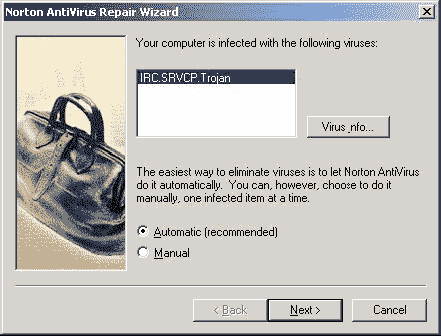 Norton AntiVirus Repair Wizard
Your computer is infected with the following viruses:
IRC.SRVCP.Trojan
Virus Info...
The easiest way to eliminate viruses is to let Norton AntiVirus
do it automatically. You can, however, choose to do it
manually, one infected item at a time.
Automatic (recommended)
Manual
< Back
Next >
Cancel